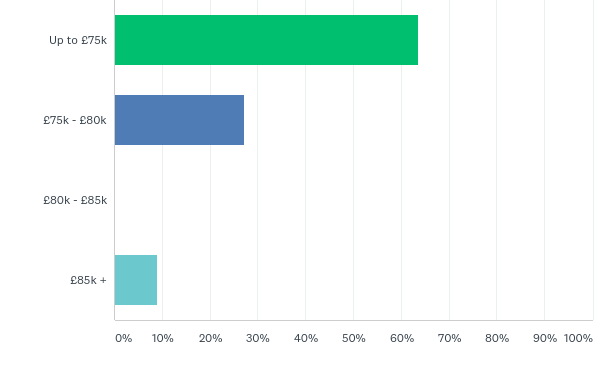 Up to £75k
£75k - £80k
£80k - £85k
£85k +
0% 10% 20% 30% 40% 50% 60% 70% 80% 90% 100%